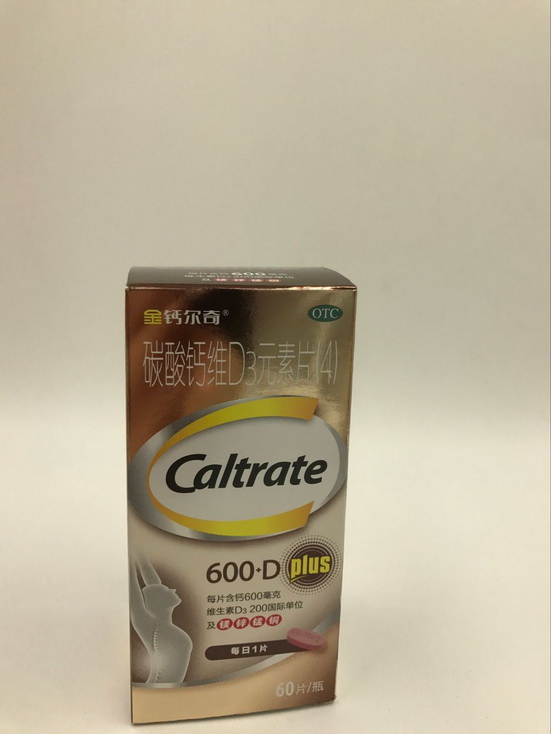 600
金钙尔奇®
OTC
碳酸钙维D3元素片(4)
Caltrate
600+D plus
每片含钙600毫克
维生素D3 200国际单位
及镁锌锰铜
每日1片
60片/瓶